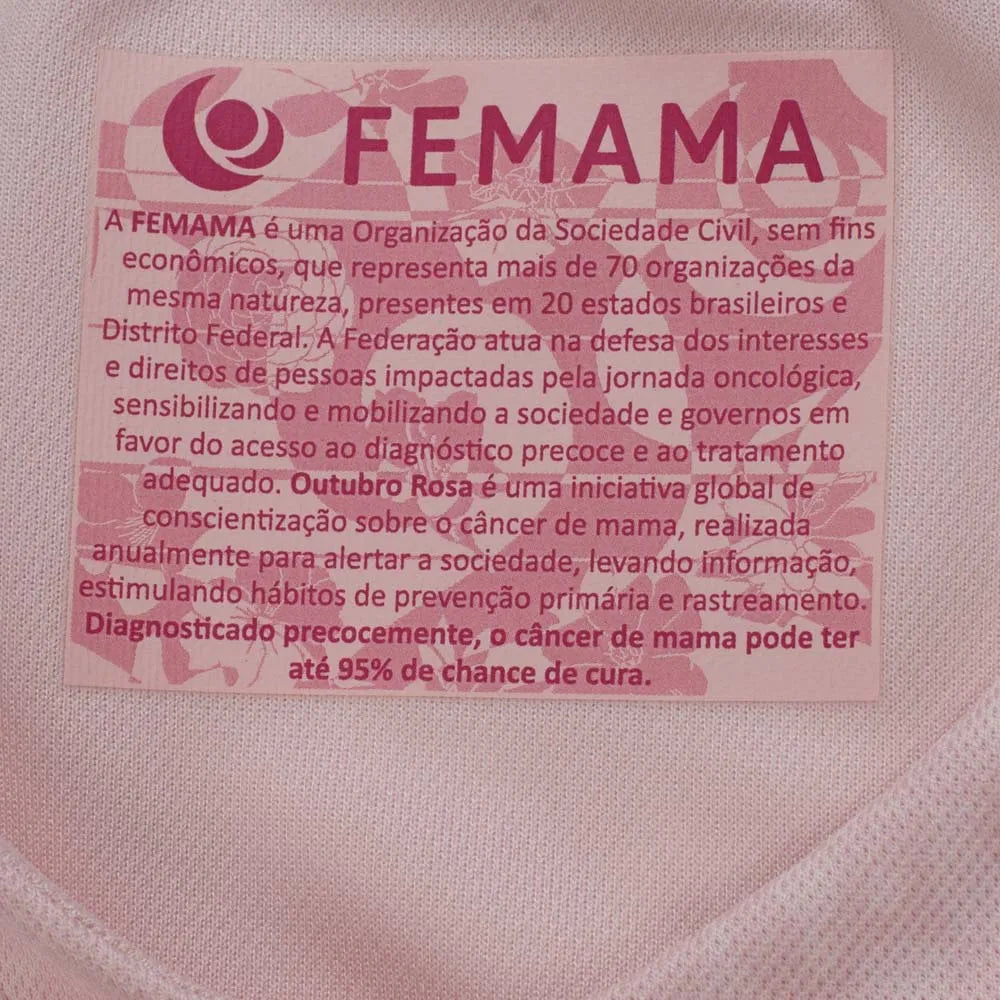 FEMAMA
A FEMAMA é uma Organização da Sociedade Civil, sem fins
econômicos, que representa mais de 70 organizações da
mesma natureza, presentes em 20 estados brasileiros e
Distrito Federal. A Federação atua na defesa dos interesses
e direitos de pessoas impactadas pela jornada oncológica,
sensibilizando e mobilizando a sociedade e governos em
favor do acesso ao diagnóstico precoce e ao tratamento
adequado. Outubro Rosa é uma iniciativa global de
conscientização sobre o câncer de mama, realizada
anualmente para alertar a sociedade, levando informação,
estimulando hábitos de prevenção primária e rastreamento.
Diagnosticado precocemente, o câncer de mama pode ter
até 95% de chance de cura.